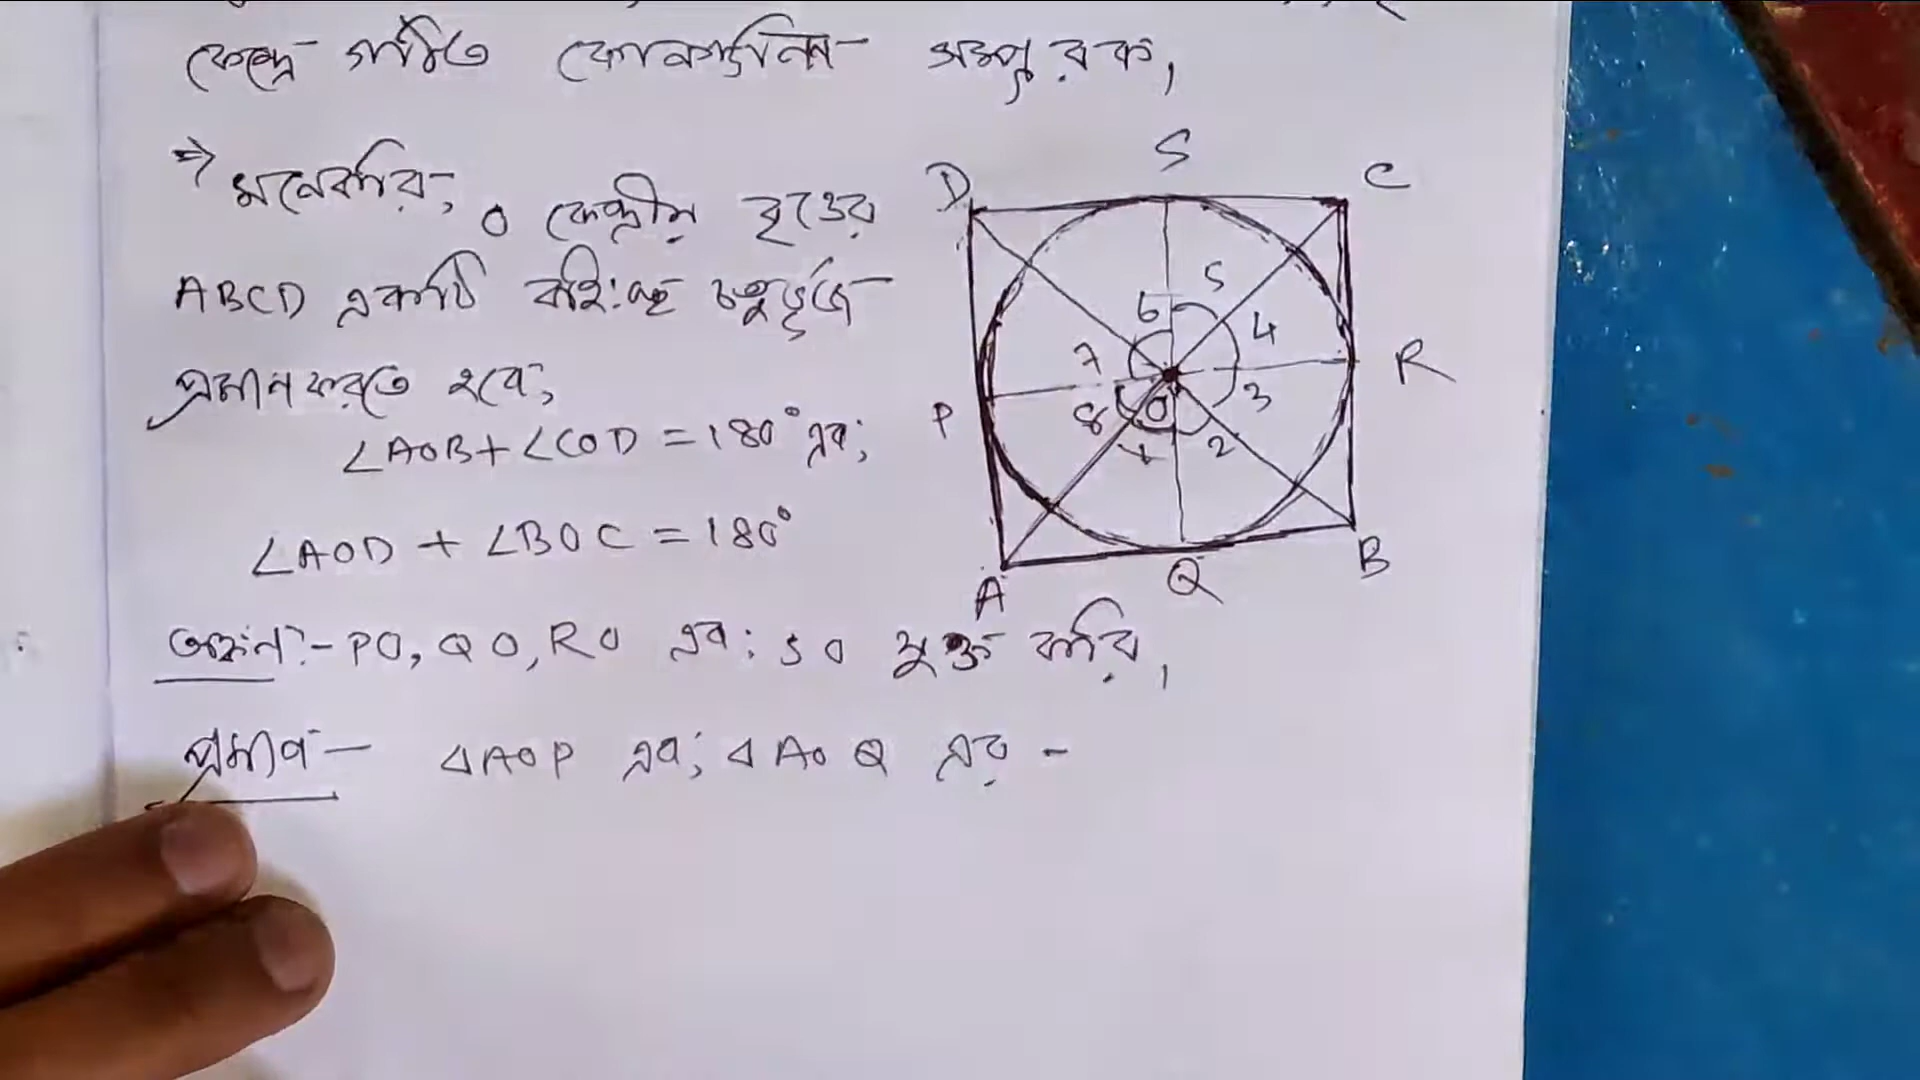 কেন্দ্রে গঠিত কোনগুলি সম্পুরক,
⇒ মনেকরি, O কেন্দ্রীয় বৃত্তের
ABCD একটি বহি:স্থ চতুর্ভূজ
প্রমানকরতে হবে,
∠AOB+∠COD = 180° এবং
∠AOD + ∠BOC = 180°
অঙ্কন:- PO, QO, RO এবং SO যুক্ত করি,
প্রমাণ- ⊿AOP এবং ⊿AOQ এর -
S
D C
5
6 4
7 R
P 8 O 3
1 2
A Q B